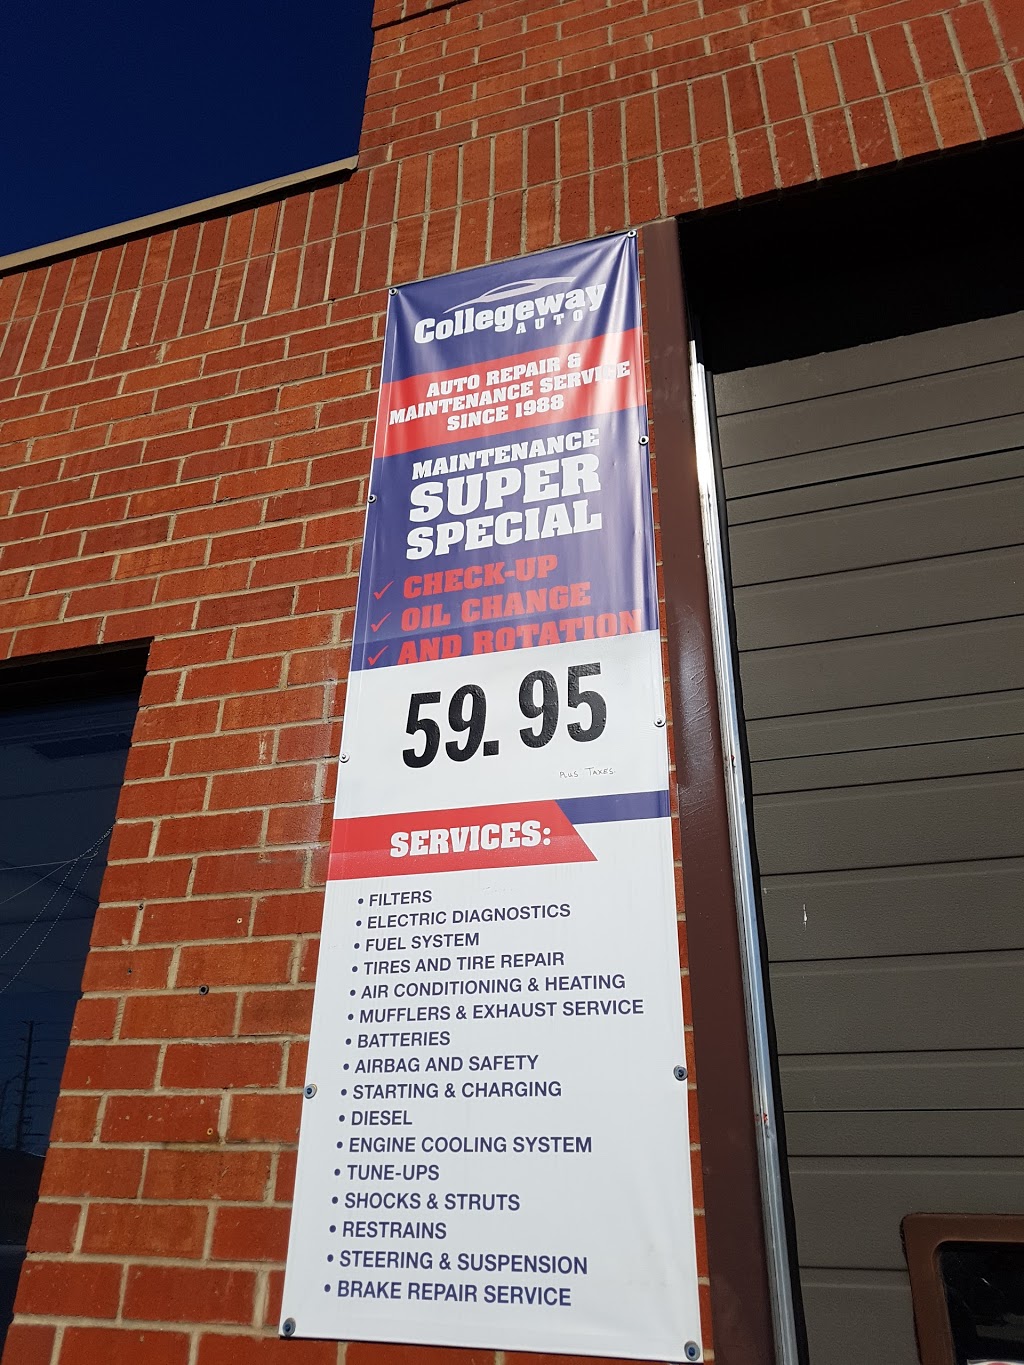 Collegeway
AUTO
AUTO REPAIR &
MAINTENANCE SERVICE
SINCE 1988
MAINTENANCE
SUPER
SPECIAL
✓ CHECK-UP
✓ OIL CHANGE
✓ AND ROTATION
59.95
PLUS TAXES
SERVICES:
• FILTERS
• ELECTRIC DIAGNOSTICS
• FUEL SYSTEM
• TIRES AND TIRE REPAIR
• AIR CONDITIONING & HEATING
• MUFFLERS & EXHAUST SERVICE
• BATTERIES
• AIRBAG AND SAFETY
• STARTING & CHARGING
• DIESEL
• ENGINE COOLING SYSTEM
• TUNE-UPS
• SHOCKS & STRUTS
• RESTRAINS
• STEERING & SUSPENSION
• BRAKE REPAIR SERVICE